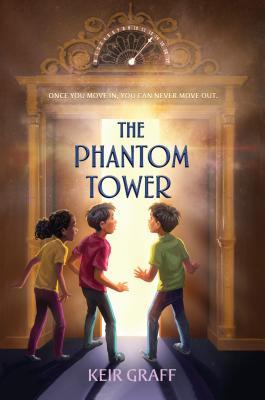 ONCE YOU MOVE IN, YOU CAN NEVER MOVE OUT.
THE
PHANTOM
TOWER
KEIR GRAFF